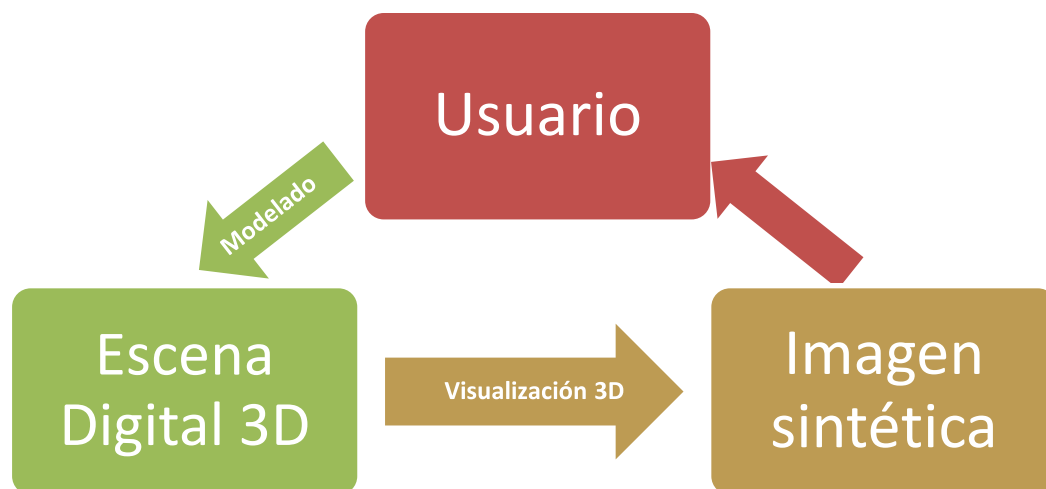 Usuario
Modelado
Escena
Digital 3D
Visualización 3D
Imagen
sintética